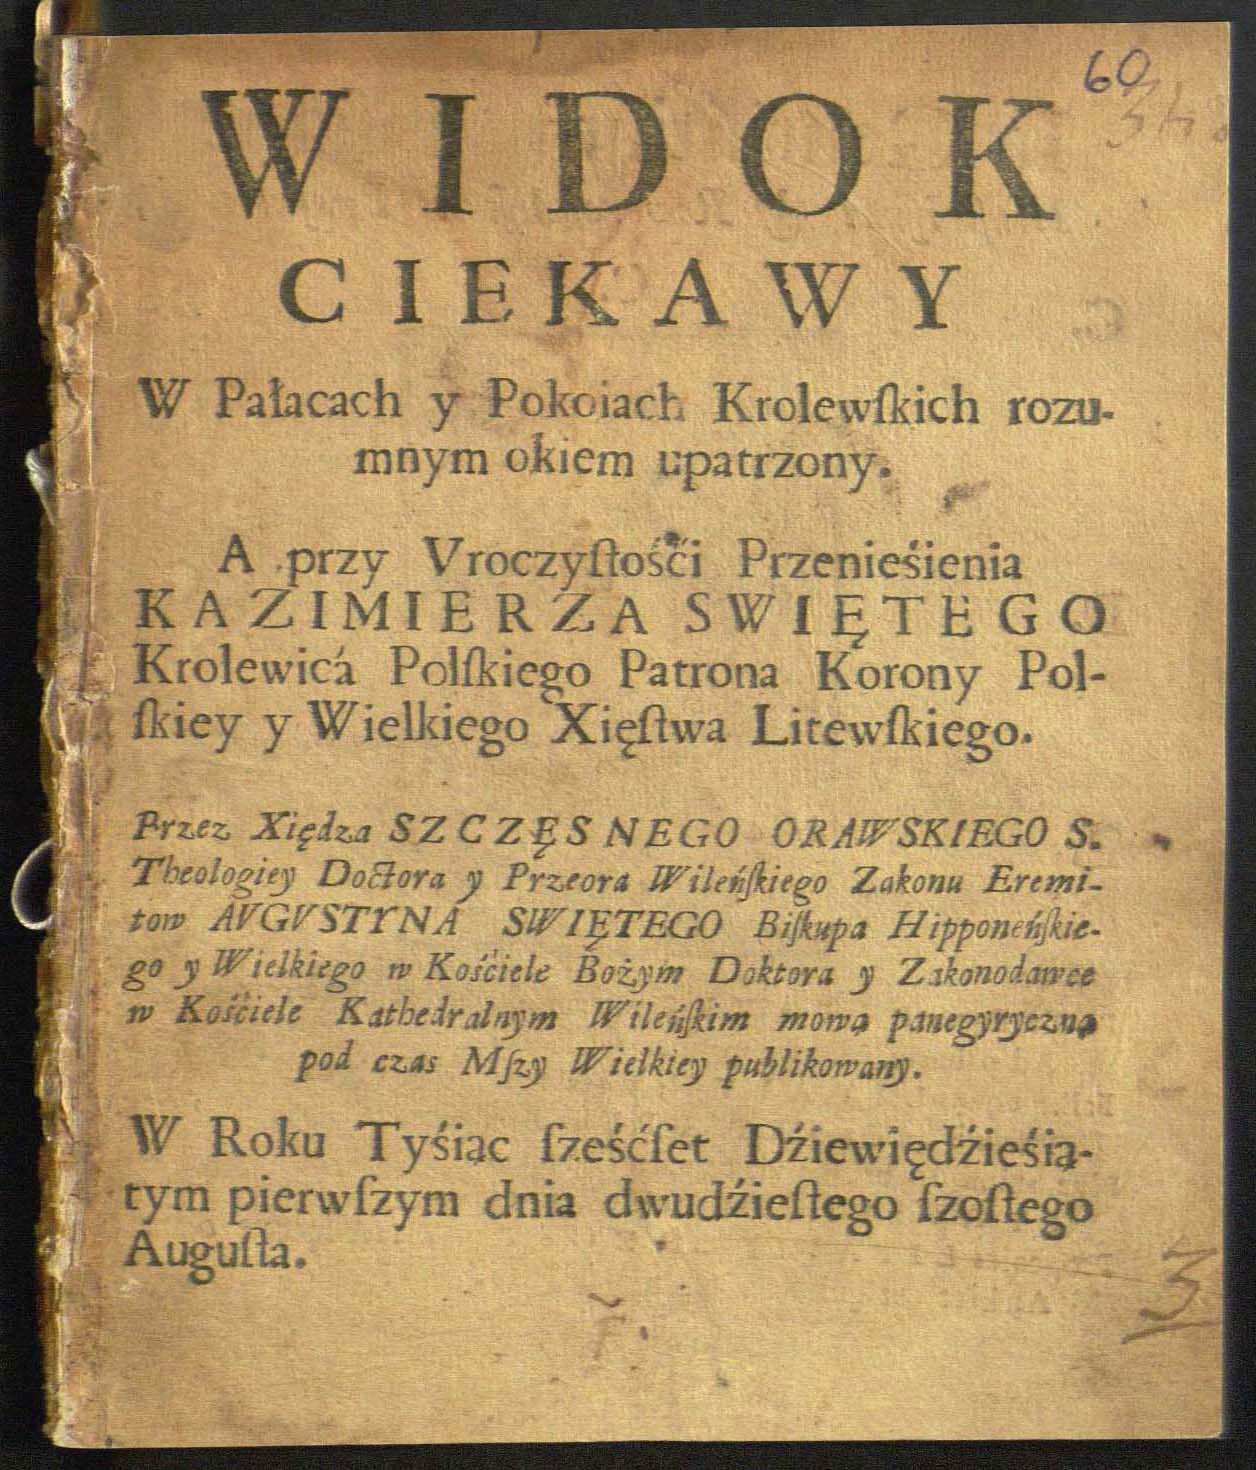 60
WIDOK
CIEKAWY
W Pałacach y Pokoiach Krolewſkich rozu-
mnym okiem upatrzony.
A przy Vroczyſtośći Przenieśienia
KAZIMIERZA SWIĘTEGO
Krolewicá Polſkiego Patrona Korony Pol-
ſkiey y Wielkiego Xięſtwa Litewſkiego.
Przez Xiędza SZCZĘSNEGO ORAWSKIEGO S.
Theologiey Doctora y Przeora Wileńſkiego Zakonu Eremi-
tow AVGVSTYNA SWIĘTEGO Biſkupa Hipponeńſkie-
go y Wielkiego w Kośćiele Bożym Doktora y Zakonodawce
w Kośćiele Kathedralnym Wileńſkim mową panegyryczną
pod czas Mſzy Wielkiey publikowany.
W Roku Tyśiąc ſześćſet Dźiewiędźieśią-
tym pierwſzym dnia dwudźieſtego ſzoſtego
Auguſta.
3